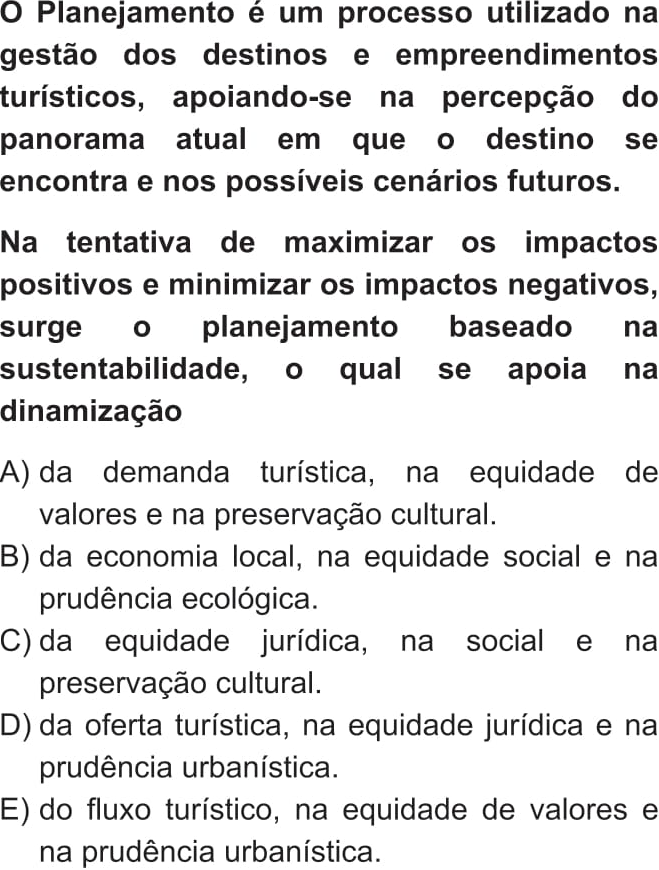 O Planejamento é um processo utilizado na
gestão dos destinos e empreendimentos
turísticos, apoiando-se na percepção do
panorama atual em que o destino se
encontra e nos possíveis cenários futuros.
Na tentativa de maximizar os impactos
positivos e minimizar os impactos negativos,
surge o planejamento baseado na
sustentabilidade, o qual se apoia na
dinamização
A) da demanda turística, na equidade de
valores e na preservação cultural.
B) da economia local, na equidade social e na
prudência ecológica.
C) da equidade jurídica, na social e na
preservação cultural.
D) da oferta turística, na equidade jurídica e na
prudência urbanística.
E) do fluxo turístico, na equidade de valores e
na prudência urbanística.